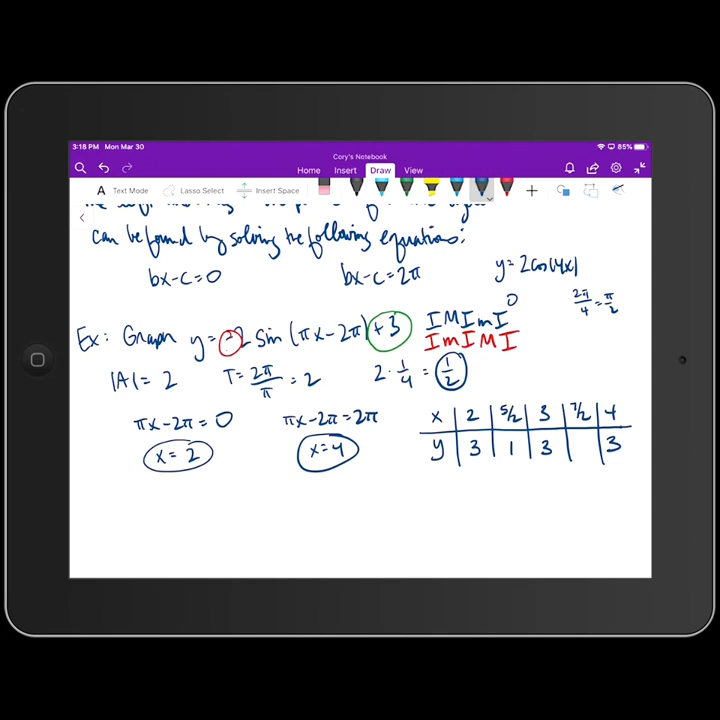 3:18 PM Mon Mar 30
85%
Cory's Notebook
Home Insert Draw View
A Text Mode Lasso Select Insert Space
can be found by solving the following equations:
bx-c=0 bx-c=2π y=2cos(4x)
0 2π/4=π/2
Ex: Graph y=-2 sin(πx-2π)+3 IMImI
ImIMI
|A|=2 T=2π/π=2 2·1/4=1/2
πx-2π=0 πx-2π=2π
x=2 x=4
x 2 5/2 3 7/2 4
y 3 1 3 3